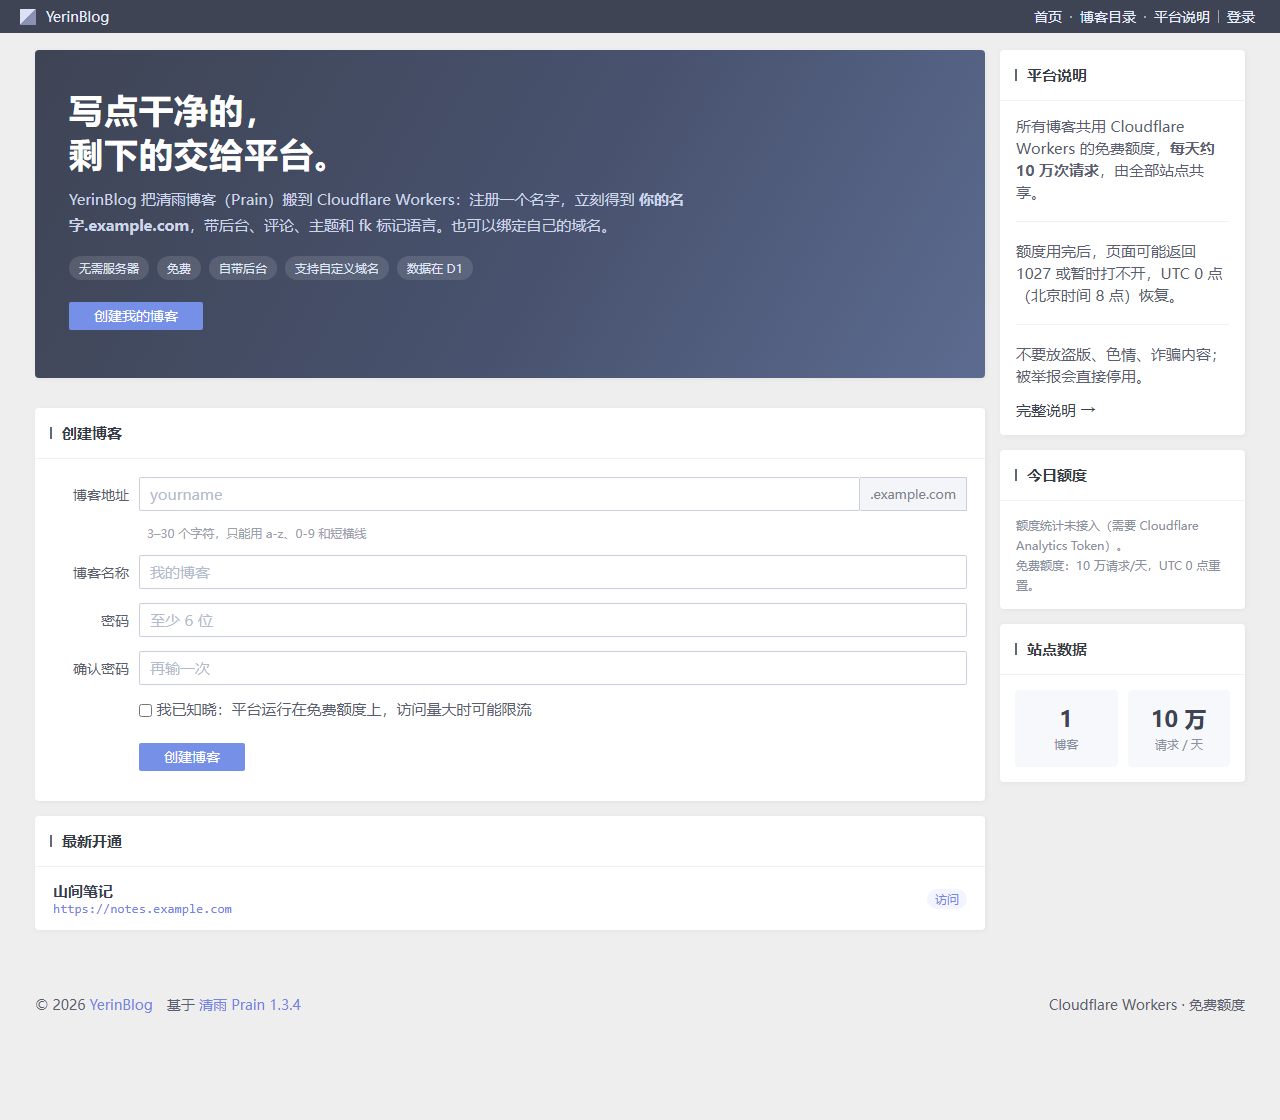 YerinBlog
首页 · 博客目录 · 平台说明 | 登录
写点干净的，
剩下的交给平台。
YerinBlog 把清雨博客（Prain）搬到 Cloudflare Workers：注册一个名字，立刻得到 你的名
字.example.com，带后台、评论、主题和 fk 标记语言。也可以绑定自己的域名。
无需服务器 免费 自带后台 支持自定义域名 数据在 D1
创建我的博客
创建博客
博客地址 yourname .example.com
3–30 个字符，只能用 a-z、0-9 和短横线
博客名称 我的博客
密码 至少 6 位
确认密码 再输一次
我已知晓：平台运行在免费额度上，访问量大时可能限流
创建博客
最新开通
山间笔记
https://notes.example.com
访问
平台说明
所有博客共用 Cloudflare
Workers 的免费额度，每天约
10 万次请求，由全部站点共
享。
额度用完后，页面可能返回
1027 或暂时打不开，UTC 0 点
（北京时间 8 点）恢复。
不要放盗版、色情、诈骗内容；
被举报会直接停用。
完整说明 →
今日额度
额度统计未接入（需要 Cloudflare
Analytics Token）。
免费额度：10 万请求/天，UTC 0 点重
置。
站点数据
1 10 万
博客 请求 / 天
© 2026 YerinBlog 基于 清雨 Prain 1.3.4
Cloudflare Workers · 免费额度